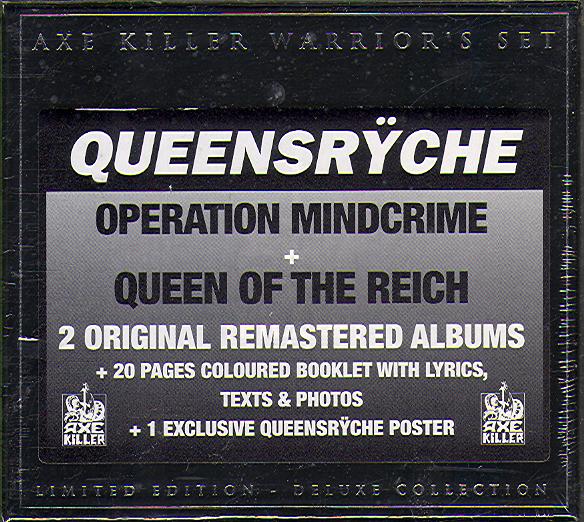 AXE KILLER WARRIOR'S SET
QUEENSRŸCHE
OPERATION MINDCRIME
+
QUEEN OF THE REICH
2 ORIGINAL REMASTERED ALBUMS
+ 20 PAGES COLOURED BOOKLET WITH LYRICS,
TEXTS & PHOTOS
+ 1 EXCLUSIVE QUEENSRŸCHE POSTER
AXE
KILLER
AXE
KILLER
LIMITED EDITION - DELUXE COLLECTION